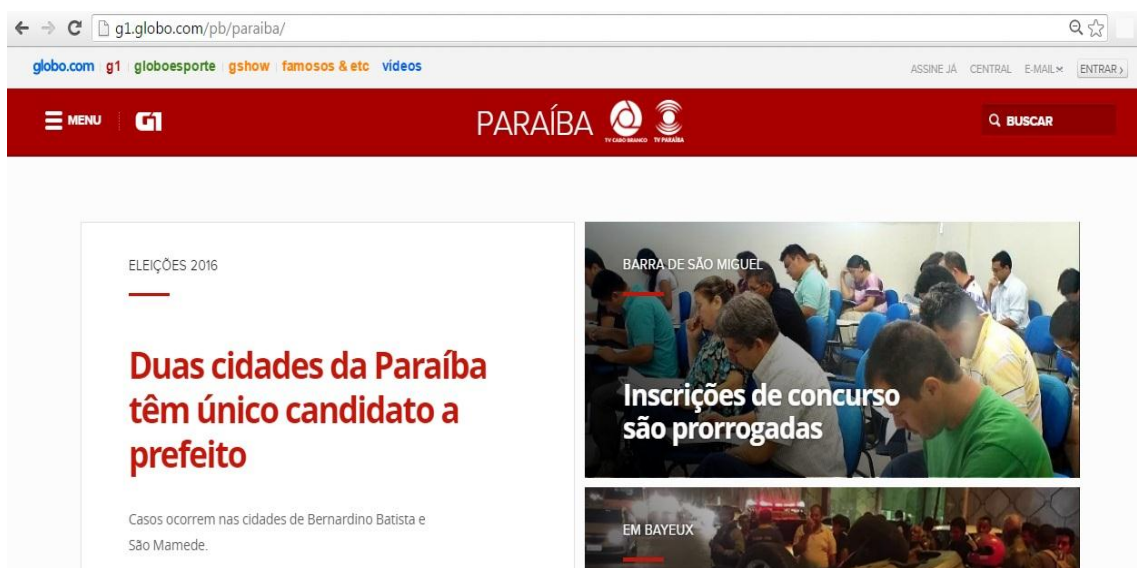 g1.globo.com/pb/paraiba/
globo.com g1 globoesporte gshow famosos & etc vídeos
ASSINE JÁ CENTRAL E-MAIL ENTRAR ›
MENU G1 PARAÍBA TV CABO BRANCO TV PARAÍBA BUSCAR
ELEIÇÕES 2016
Duas cidades da Paraíba
têm único candidato a
prefeito
Casos ocorrem nas cidades de Bernardino Batista e
São Mamede.
BARRA DE SÃO MIGUEL
Inscrições de concurso
são prorrogadas
EM BAYEUX